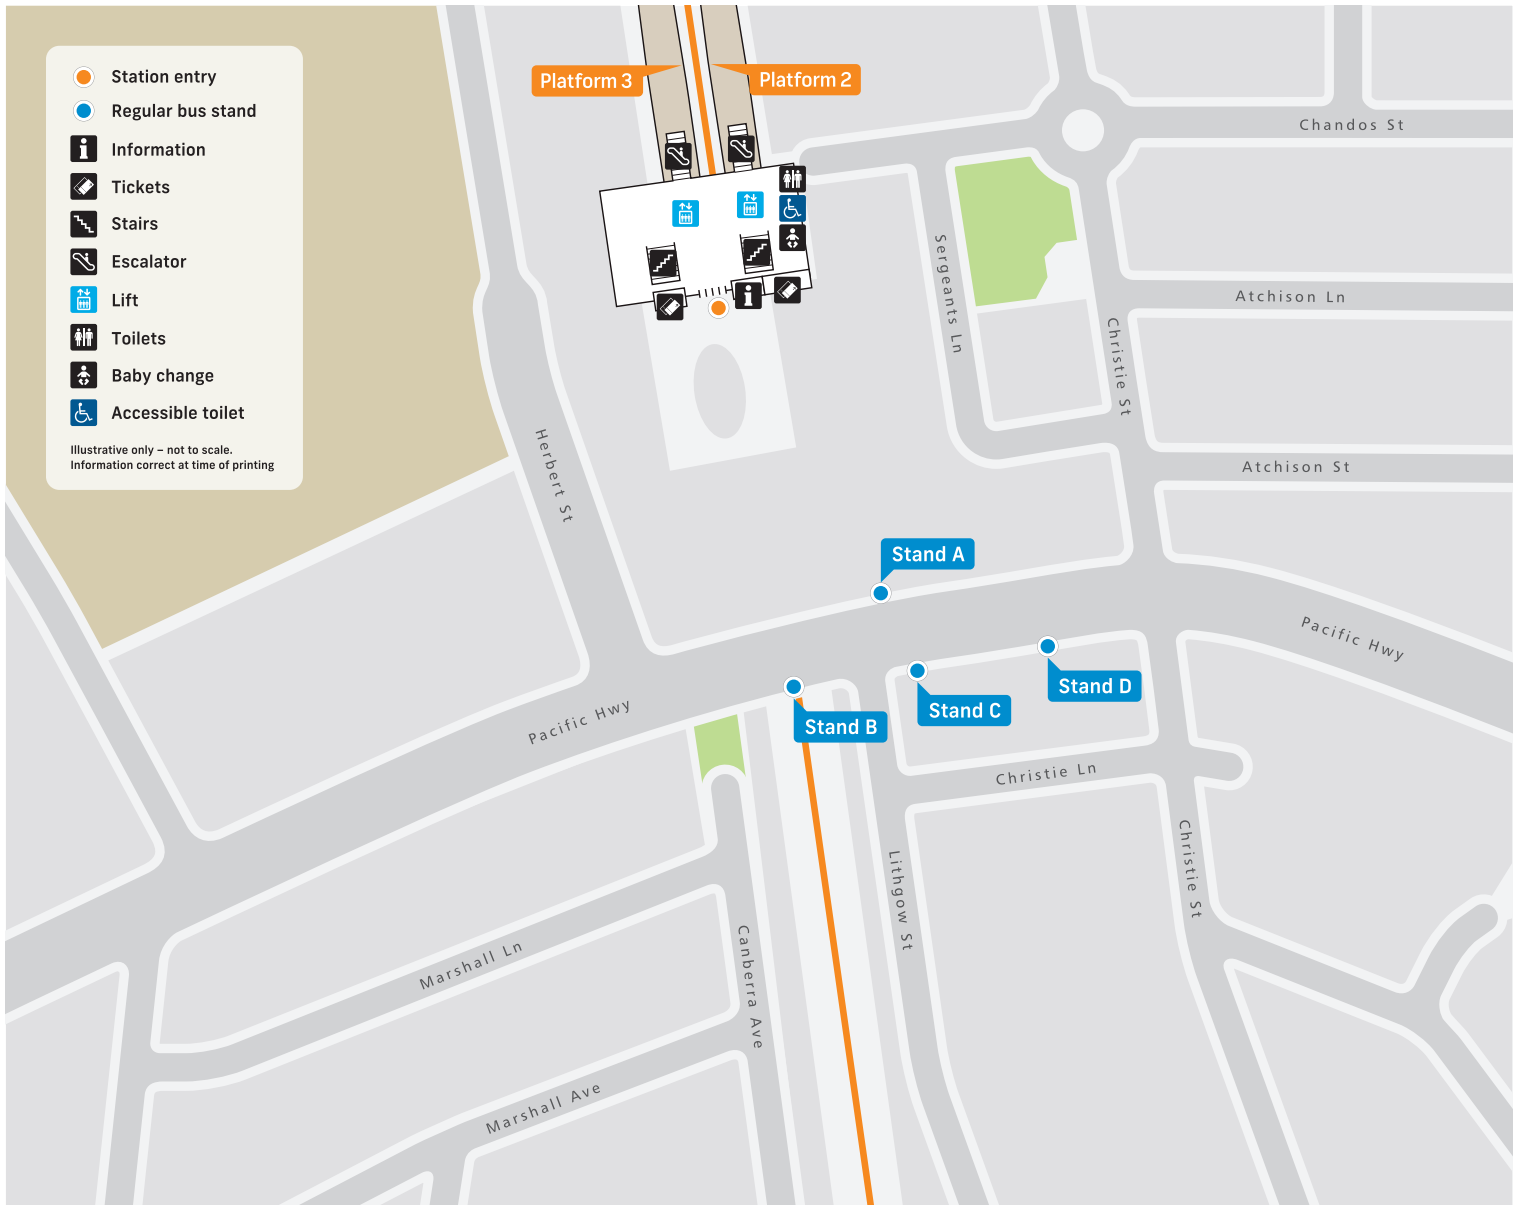 Station entry
Regular bus stand
Information
Tickets
Stairs
Escalator
Lift
Toilets
Baby change
Accessible toilet
Illustrative only – not to scale.
Information correct at time of printing
Platform 3
Platform 2
Chandos St
Sergeants Ln
Atchison Ln
Christie St
Herbert St
Atchison St
Stand A
Pacific Hwy
Stand D
Stand C
Stand B
Pacific Hwy
Christie Ln
Christie St
Lithgow St
Marshall Ln
Canberra Ave
Marshall Ave